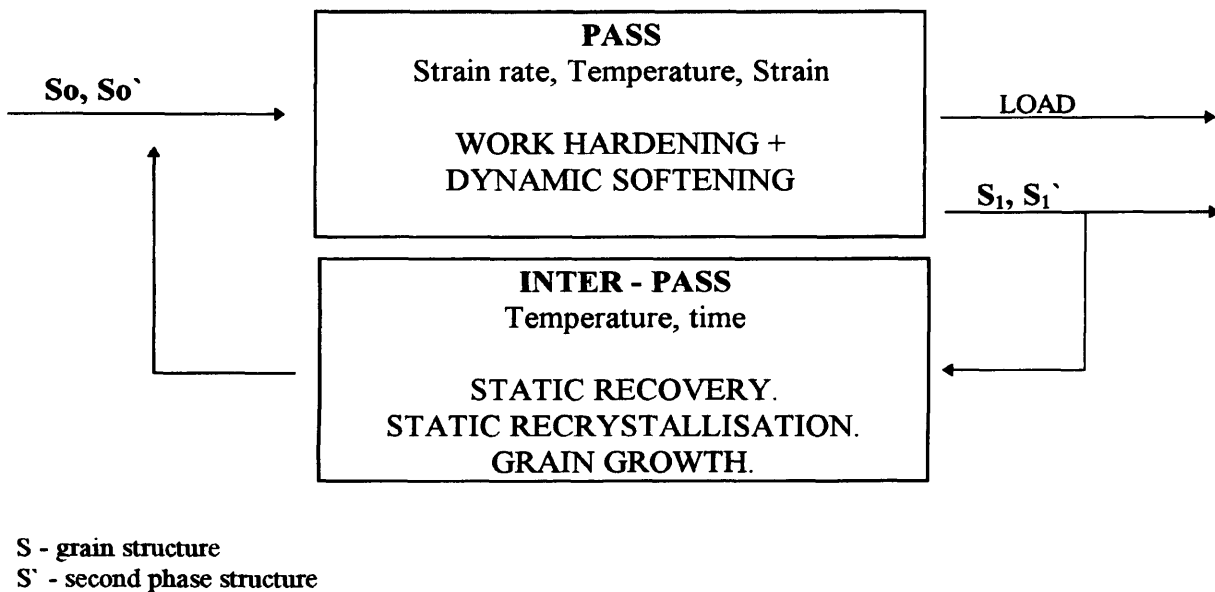 PASS
Strain rate, Temperature, Strain
So, So`
LOAD
WORK HARDENING +
DYNAMIC SOFTENING
S₁, S₁`
INTER - PASS
Temperature, time
STATIC RECOVERY.
STATIC RECRYSTALLISATION.
GRAIN GROWTH.
S - grain structure
S` - second phase structure